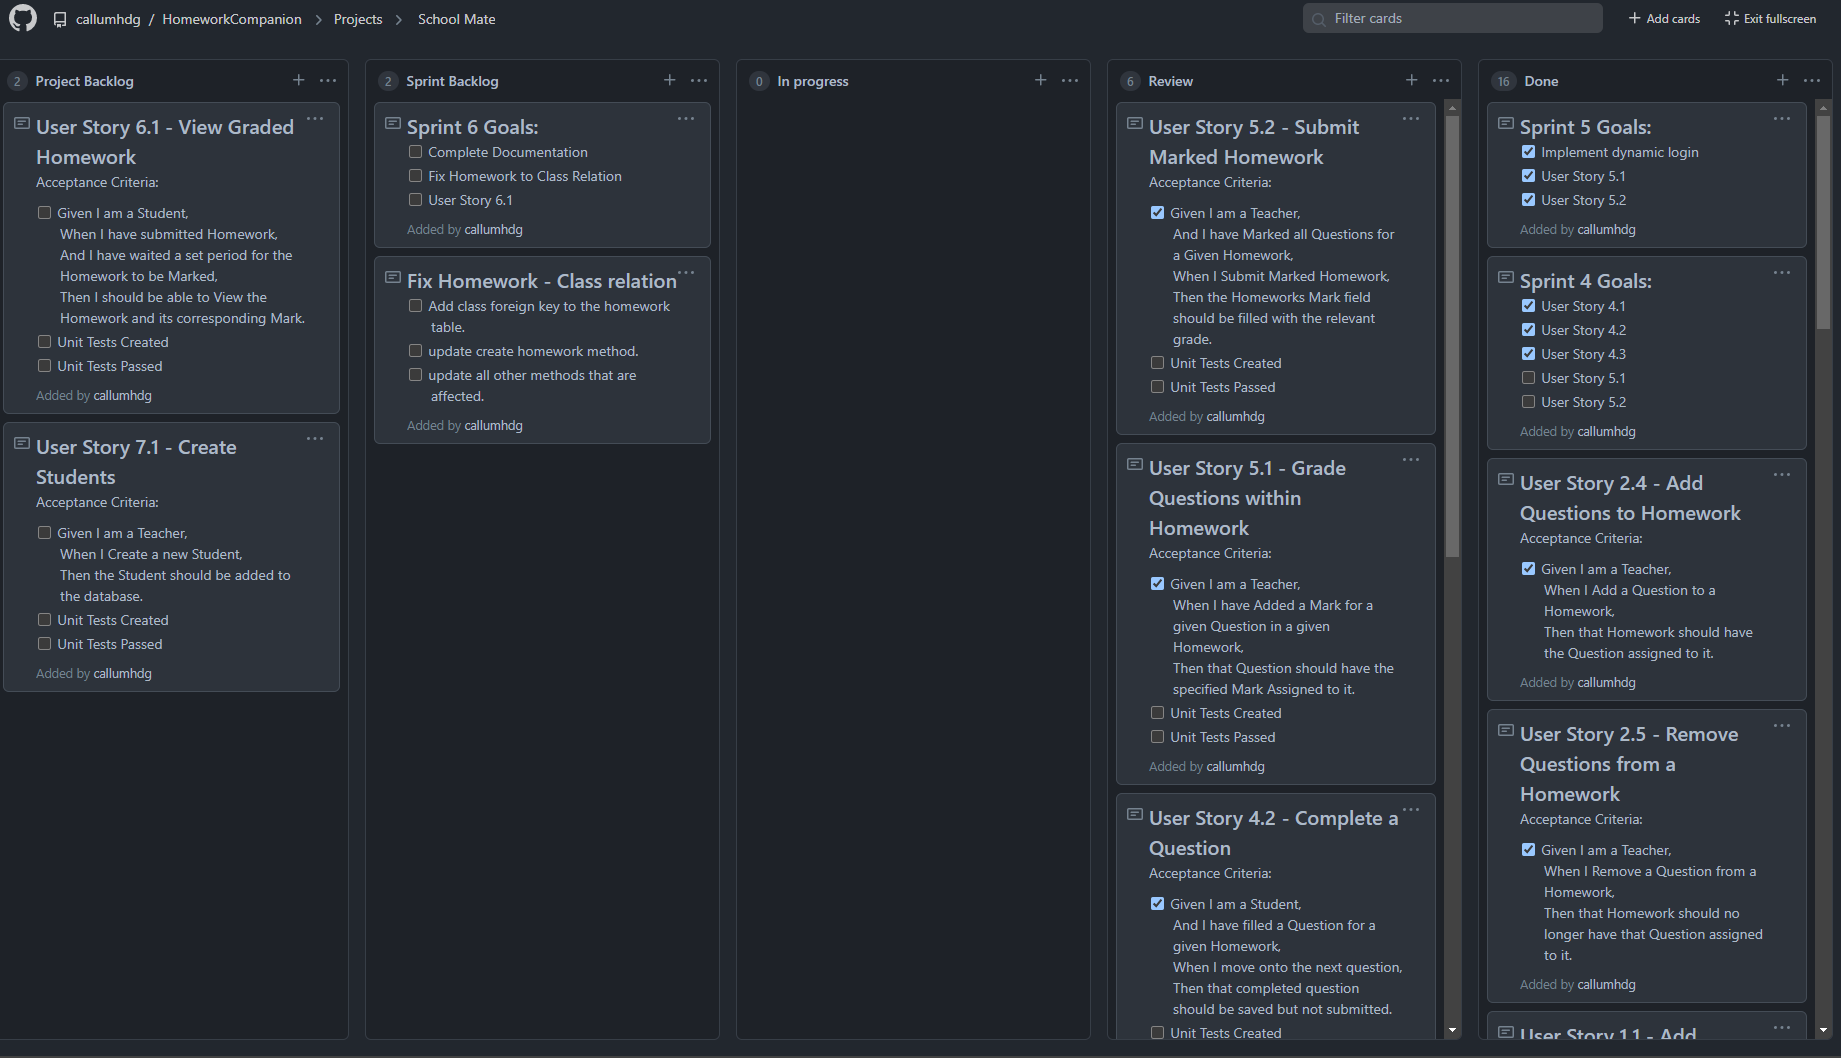 callumhdg / HomeworkCompanion > Projects > School Mate
Filter cards
+ Add cards
Exit fullscreen
2 Project Backlog
User Story 6.1 - View Graded
Homework
Acceptance Criteria:
Given I am a Student,
When I have submitted Homework,
And I have waited a set period for the
Homework to be Marked,
Then I should be able to View the
Homework and its corresponding Mark.
Unit Tests Created
Unit Tests Passed
Added by callumhdg
User Story 7.1 - Create
Students
Acceptance Criteria:
Given I am a Teacher,
When I Create a new Student,
Then the Student should be added to
the database.
Unit Tests Created
Unit Tests Passed
Added by callumhdg
2 Sprint Backlog
Sprint 6 Goals:
Complete Documentation
Fix Homework to Class Relation
User Story 6.1
Added by callumhdg
Fix Homework - Class relation
Add class foreign key to the homework
table.
update create homework method.
update all other methods that are
affected.
Added by callumhdg
0 In progress
6 Review
User Story 5.2 - Submit
Marked Homework
Acceptance Criteria:
Given I am a Teacher,
And I have Marked all Questions for
a Given Homework,
When I Submit Marked Homework,
Then the Homeworks Mark field
should be filled with the relevant
grade.
Unit Tests Created
Unit Tests Passed
Added by callumhdg
User Story 5.1 - Grade
Questions within
Homework
Acceptance Criteria:
Given I am a Teacher,
When I have Added a Mark for a
given Question in a given
Homework,
Then that Question should have the
specified Mark Assigned to it.
Unit Tests Created
Unit Tests Passed
Added by callumhdg
User Story 4.2 - Complete a
Question
Acceptance Criteria:
Given I am a Student,
And I have filled a Question for a
given Homework,
When I move onto the next question,
Then that completed question
should be saved but not submitted.
Unit Tests Created
16 Done
Sprint 5 Goals:
Implement dynamic login
User Story 5.1
User Story 5.2
Added by callumhdg
Sprint 4 Goals:
User Story 4.1
User Story 4.2
User Story 4.3
User Story 5.1
User Story 5.2
Added by callumhdg
User Story 2.4 - Add
Questions to Homework
Acceptance Criteria:
Given I am a Teacher,
When I Add a Question to a
Homework,
Then that Homework should have
the Question assigned to it.
Added by callumhdg
User Story 2.5 - Remove
Questions from a
Homework
Acceptance Criteria:
Given I am a Teacher,
When I Remove a Question from a
Homework,
Then that Homework should no
longer have that Question assigned
to it.
Added by callumhdg
User Story 1.1 - Add